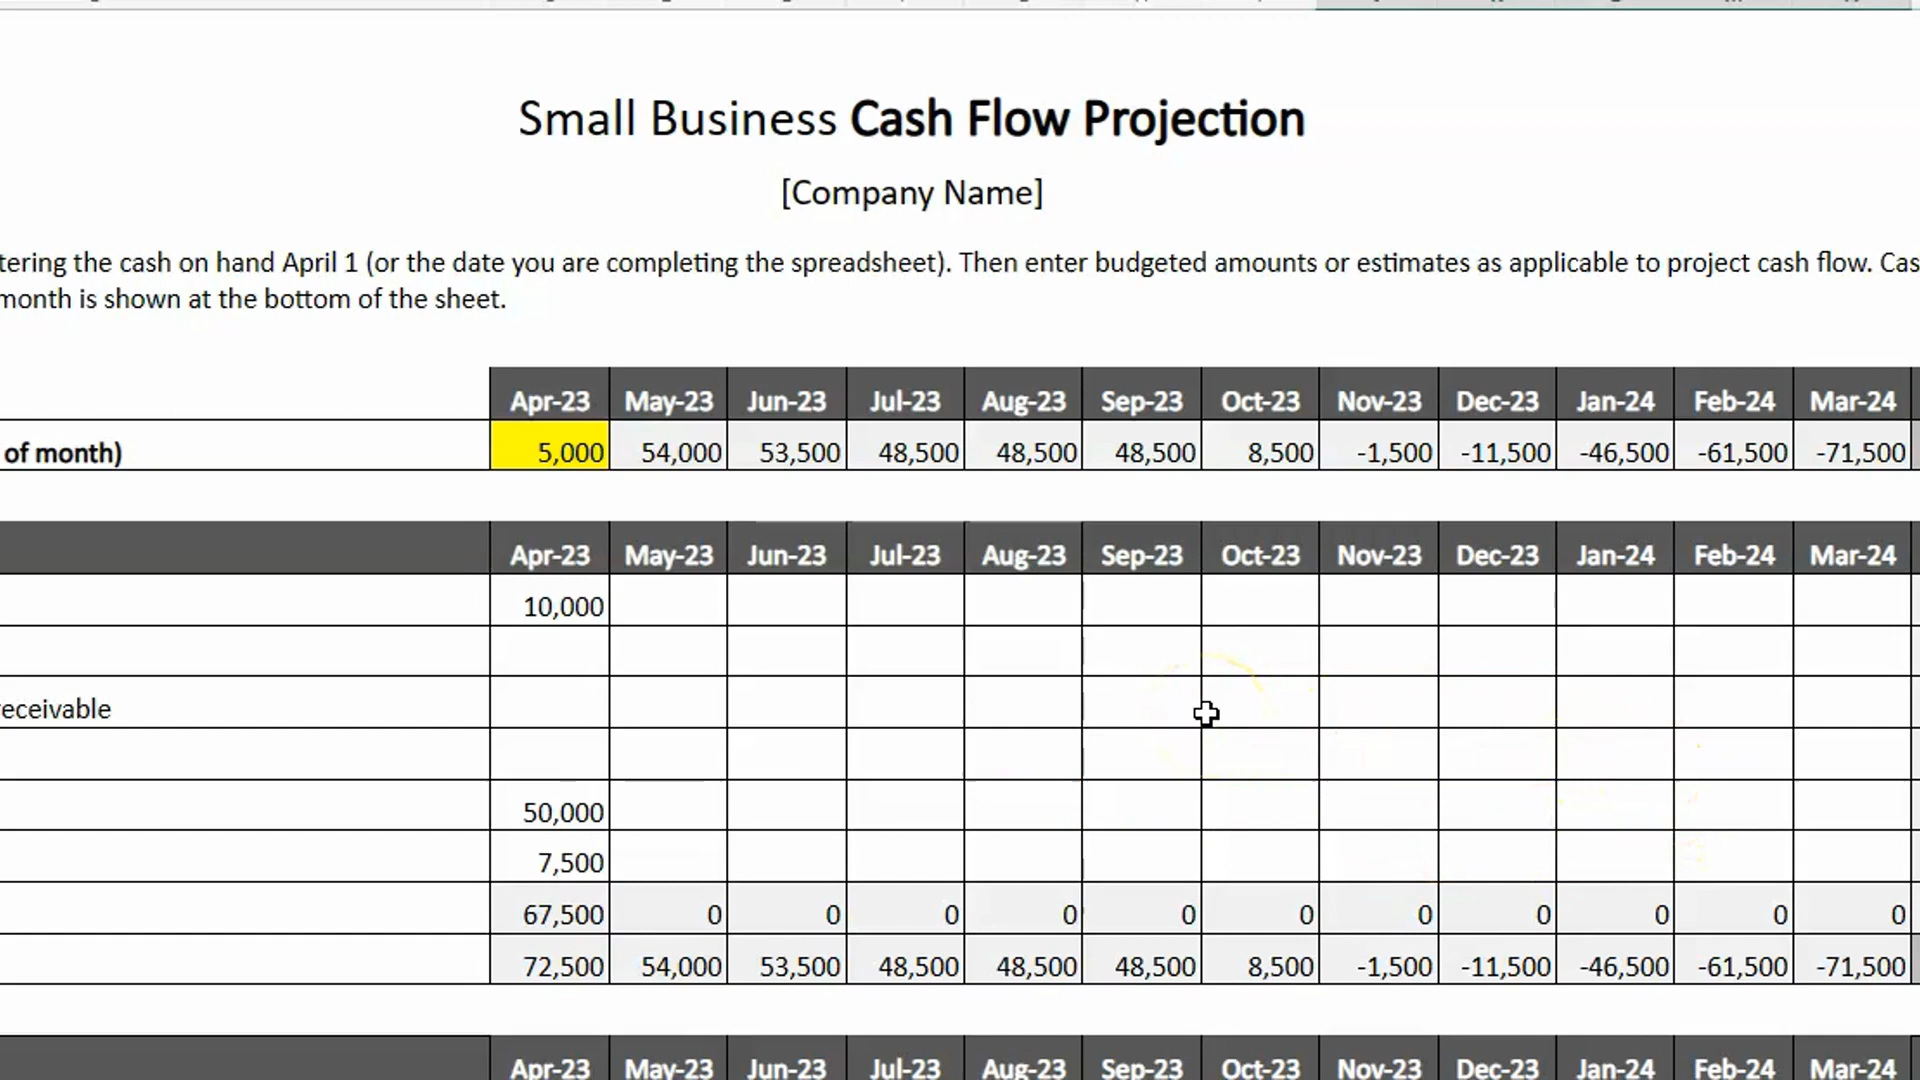 Small Business Cash Flow Projection
[Company Name]
tering the cash on hand April 1 (or the date you are completing the spreadsheet). Then enter budgeted amounts or estimates as applicable to project cash flow. Cas
month is shown at the bottom of the sheet.
Apr-23 May-23 Jun-23 Jul-23 Aug-23 Sep-23 Oct-23 Nov-23 Dec-23 Jan-24 Feb-24 Mar-24
of month) 5,000 54,000 53,500 48,500 48,500 48,500 8,500 -1,500 -11,500 -46,500 -61,500 -71,500
Apr-23 May-23 Jun-23 Jul-23 Aug-23 Sep-23 Oct-23 Nov-23 Dec-23 Jan-24 Feb-24 Mar-24
10,000
receivable
50,000
7,500
67,500 0 0 0 0 0 0 0 0 0 0 0
72,500 54,000 53,500 48,500 48,500 48,500 8,500 -1,500 -11,500 -46,500 -61,500 -71,500
Apr-23 May-23 Jun-23 Jul-23 Aug-23 Sep-23 Oct-23 Nov-23 Dec-23 Jan-24 Feb-24 Mar-24